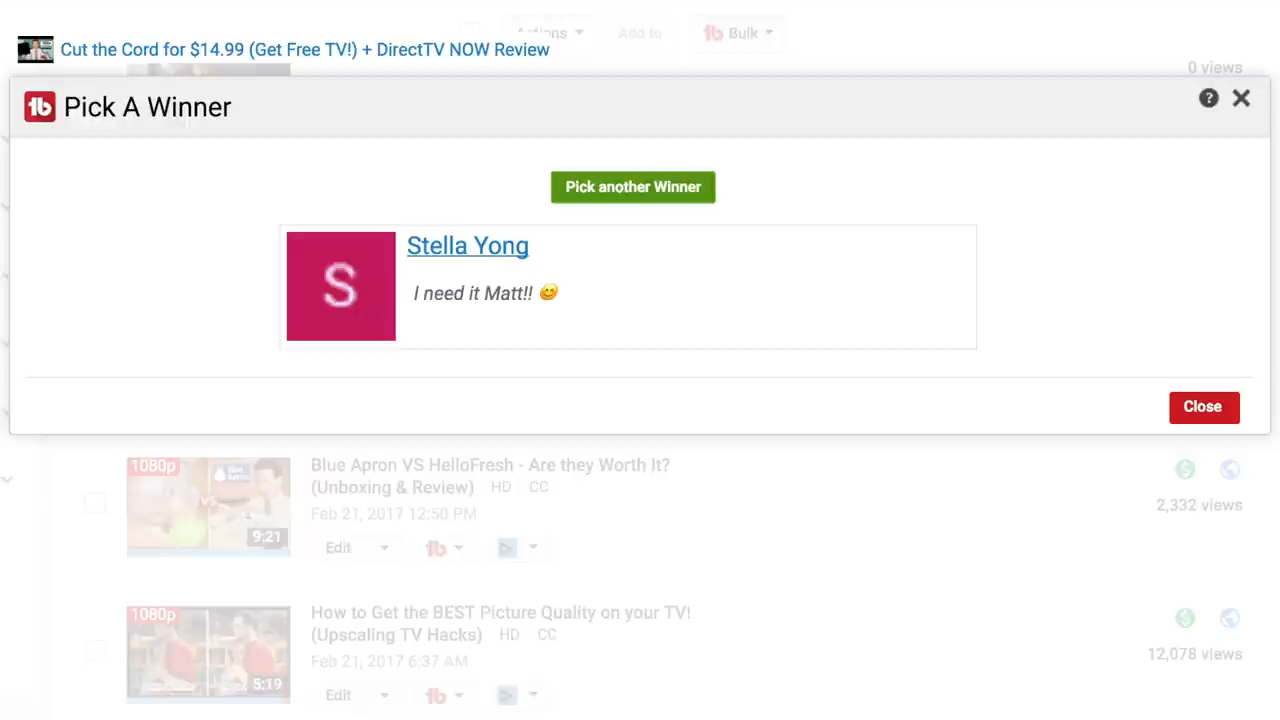 Actions
Add to
Bulk
Cut the Cord for $14.99 (Get Free TV!) + DirectTV NOW Review
0 views
Pick A Winner
Pick another Winner
S
Stella Yong
I need it Matt!! 😊
Close
1080p
9:21
Blue Apron VS HelloFresh - Are they Worth It?
(Unboxing & Review) HD CC
Feb 21, 2017 12:50 PM
Edit
2,332 views
1080p
5:19
How to Get the BEST Picture Quality on your TV!
(Upscaling TV Hacks) HD CC
Feb 21, 2017 6:37 AM
Edit
12,078 views